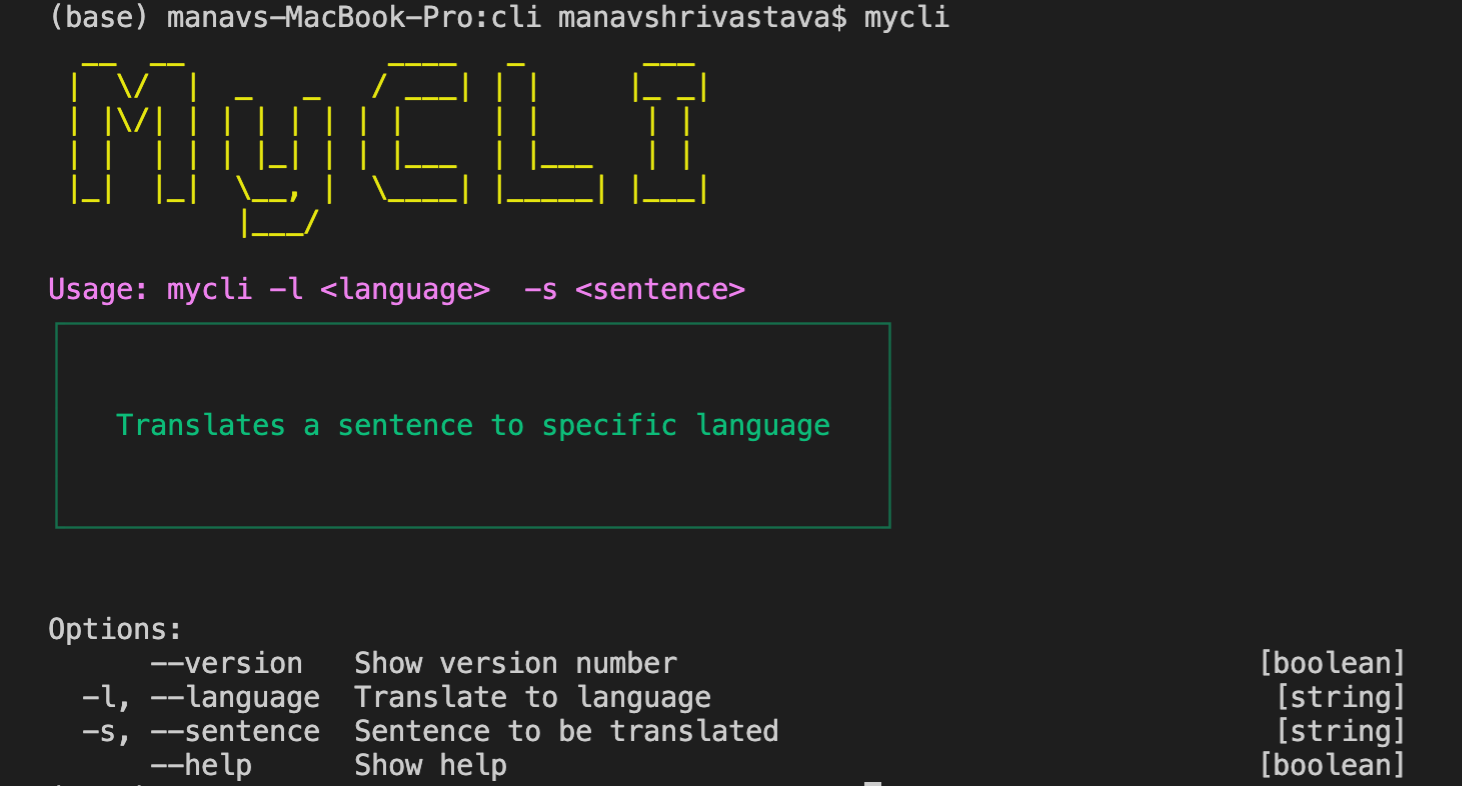 (base) manavs-MacBook-Pro:cli manavshrivastava$ mycli
MyCLI
Usage: mycli -l <language>  -s <sentence>
Translates a sentence to specific language
Options:
      --version   Show version number                                [boolean]
  -l, --language  Translate to language                               [string]
  -s, --sentence  Sentence to be translated                           [string]
      --help      Show help                                          [boolean]